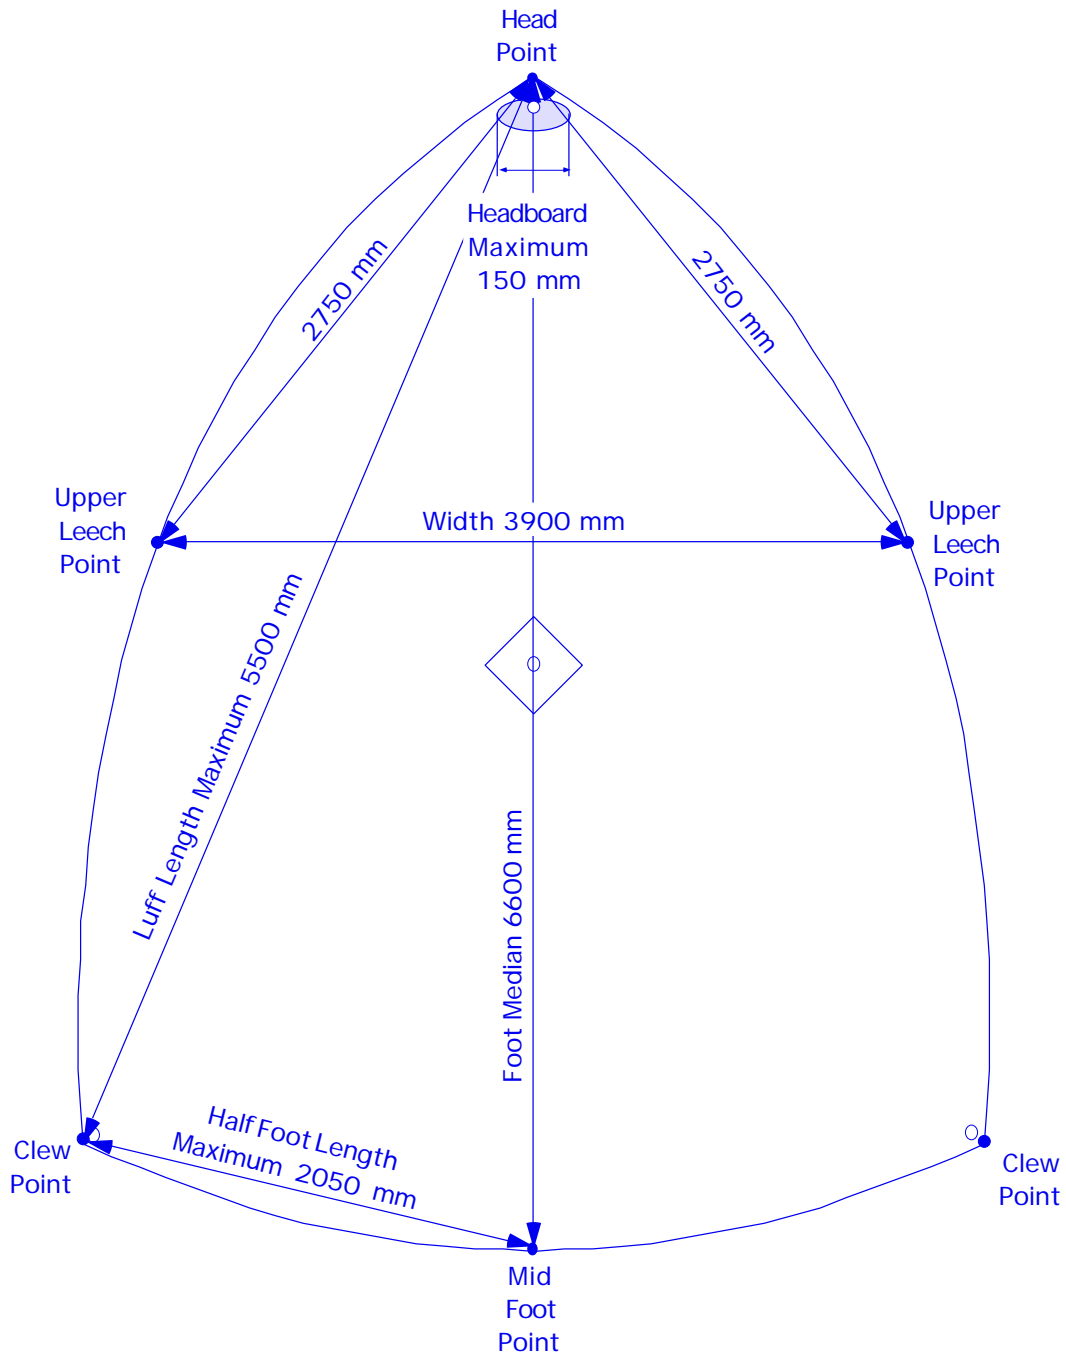 Head
Point
Headboard
Maximum
150 mm
2750 mm
2750 mm
Upper
Leech
Point
Width 3900 mm
Upper
Leech
Point
Luff Length Maximum 5500 mm
Foot Median 6600 mm
Half Foot Length
Maximum 2050 mm
Clew
Point
Clew
Point
Mid
Foot
Point